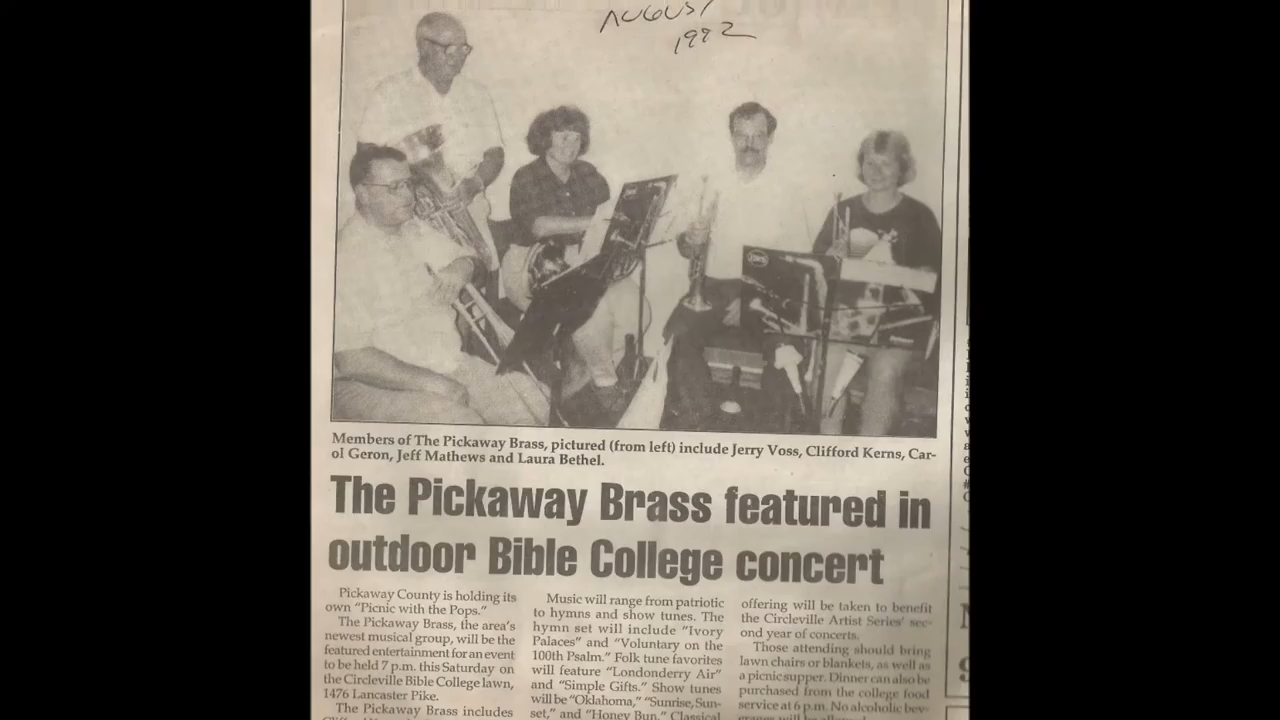 AUGUST
1992
Members of The Pickaway Brass, pictured (from left) include Jerry Voss, Clifford Kerns, Car-
ol Geron, Jeff Mathews and Laura Bethel.
The Pickaway Brass featured in
outdoor Bible College concert
Pickaway County is holding its
own “Picnic with the Pops.”
The Pickaway Brass, the area's
newest musical group, will be the
featured entertainment for an event
to be held 7 p.m. this Saturday on
the Circleville Bible College lawn,
1476 Lancaster Pike.
The Pickaway Brass includes
Music will range from patriotic
to hymns and show tunes. The
hymn set will include “Ivory
Palaces” and “Voluntary on the
100th Psalm.” Folk tune favorites
will feature “Londonderry Air”
and “Simple Gifts.” Show tunes
will be “Oklahoma,” “Sunrise, Sun-
set,” and “Honey Bun.” Classical
offering will be taken to benefit
the Circleville Artist Series' sec-
ond year of concerts.
Those attending should bring
lawn chairs or blankets, as well as
a picnic supper. Dinner can also be
purchased from the college food
service at 6 p.m. No alcoholic bev-